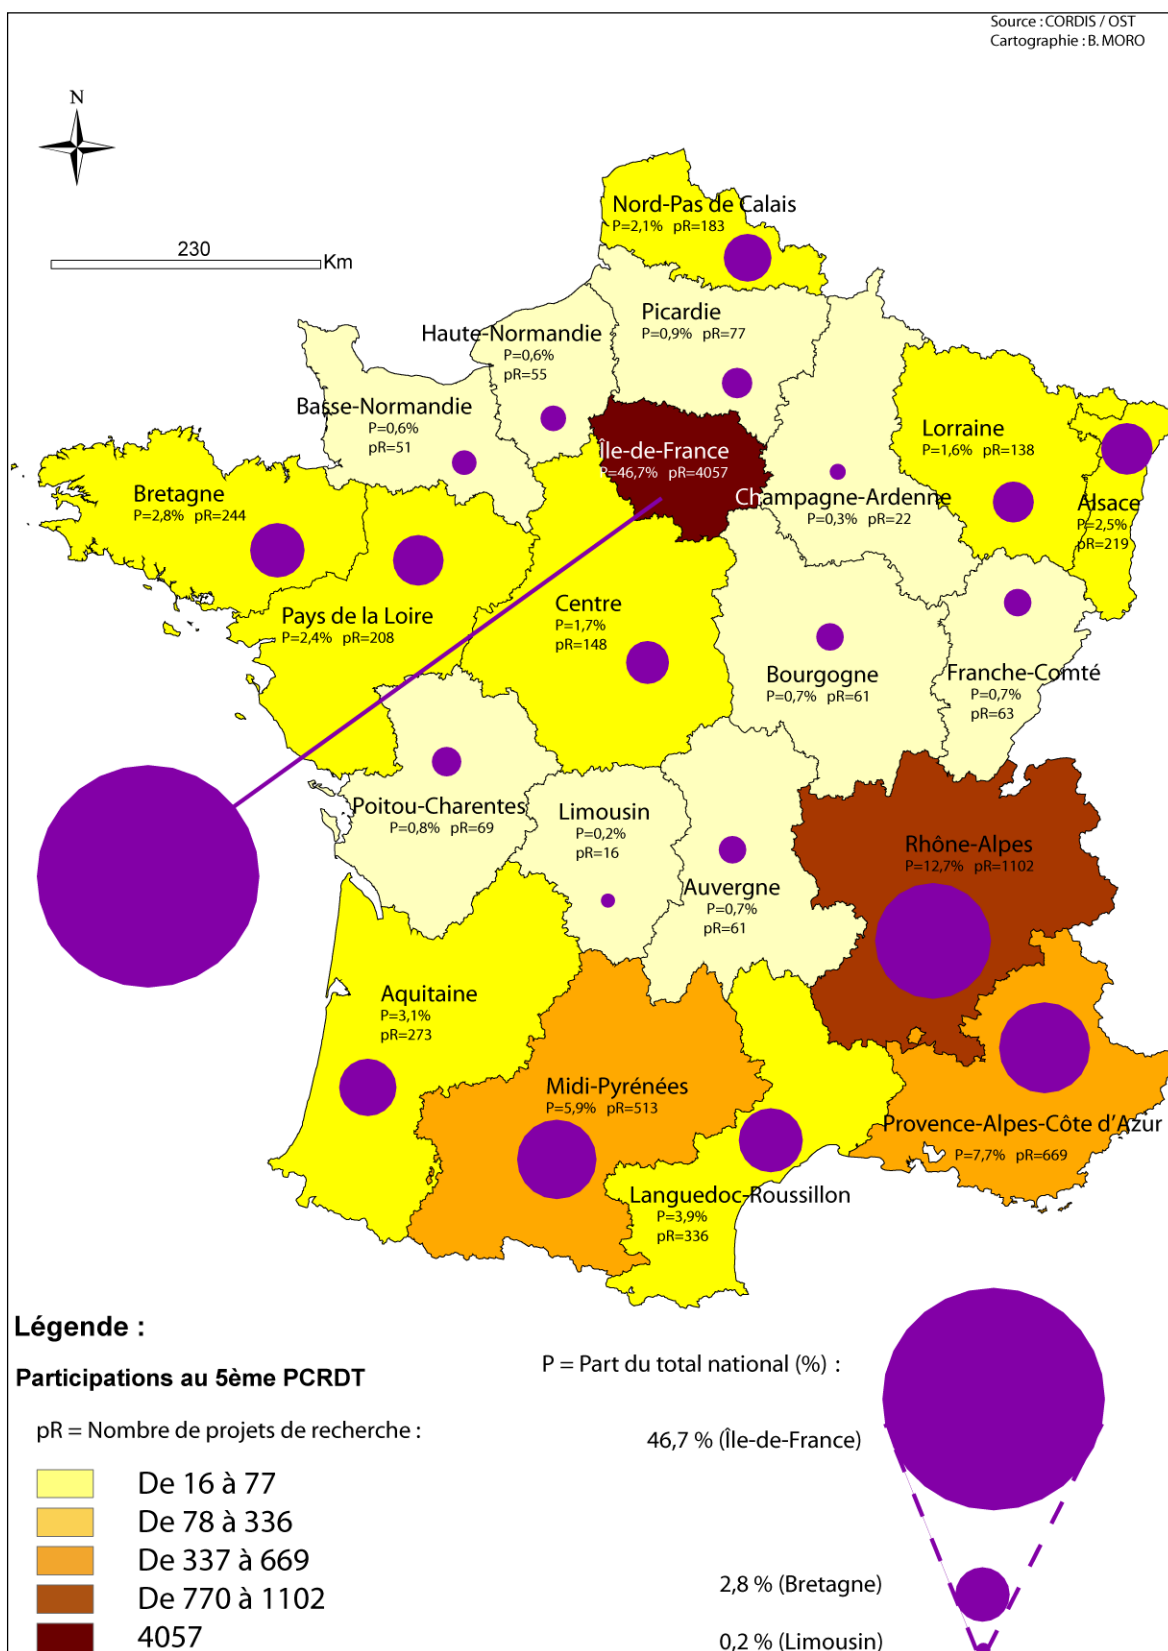 Source : CORDIS / OST
Cartographie : B. MORO
N
230
Km
Nord-Pas de Calais
P=2,1% pR=183
Picardie
P=0,9% pR=77
Haute-Normandie
P=0,6%
pR=55
Basse-Normandie
P=0,6%
pR=51
Île-de-France
P=46,7% pR=4057
Lorraine
P=1,6% pR=138
Champagne-Ardenne
P=0,3% pR=22
Alsace
P=2,5%
pR=219
Bretagne
P=2,8% pR=244
Pays de la Loire
P=2,4% pR=208
Centre
P=1,7%
pR=148
Bourgogne
P=0,7% pR=61
Franche-Comté
P=0,7%
pR=63
Poitou-Charentes
P=0,8% pR=69
Limousin
P=0,2%
pR=16
Auvergne
P=0,7%
pR=61
Rhône-Alpes
P=12,7% pR=1102
Aquitaine
P=3,1%
pR=273
Midi-Pyrénées
P=5,9% pR=513
Provence-Alpes-Côte d'Azur
P=7,7% pR=669
Languedoc-Roussillon
P=3,9%
pR=336
Légende :
Participations au 5ème PCRDT
pR = Nombre de projets de recherche :
De 16 à 77
De 78 à 336
De 337 à 669
De 770 à 1102
4057
P = Part du total national (%) :
46,7 % (Île-de-France)
2,8 % (Bretagne)
0,2 % (Limousin)